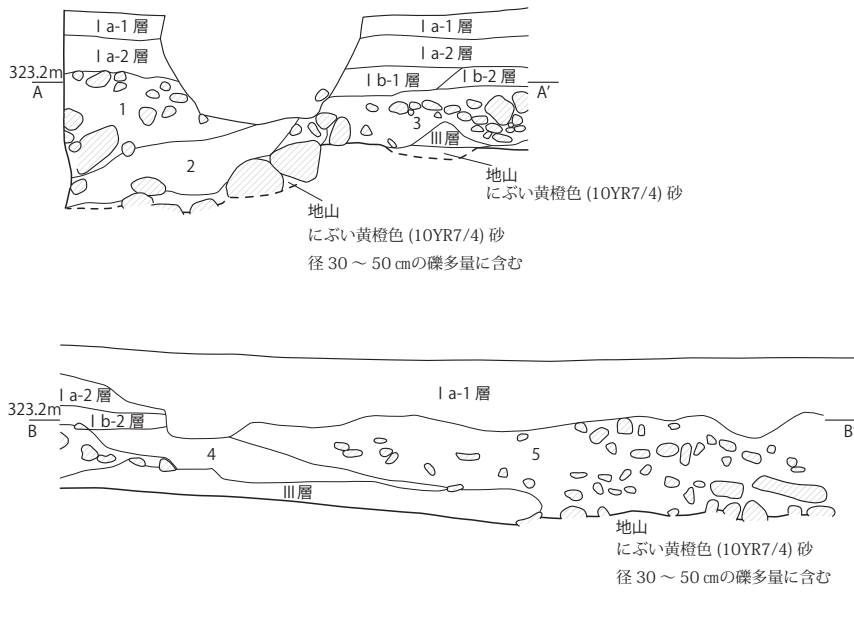 Ⅰa-1 層
Ⅰa-1 層
Ⅰa-2 層
Ⅰa-2 層
323.2m
A
Ⅰb-1 層
Ⅰb-2 層
A′
1
3
Ⅲ層
2
地山
にぶい黄橙色 (10YR7/4) 砂
地山
にぶい黄橙色 (10YR7/4) 砂
径 30 ～ 50 ㎝の礫多量に含む
Ⅰa-2 層
Ⅰa-1 層
323.2m
B
Ⅰb-2 層
B
4
5
Ⅲ層
地山
にぶい黄橙色 (10YR7/4) 砂
径 30 ～ 50 ㎝の礫多量に含む